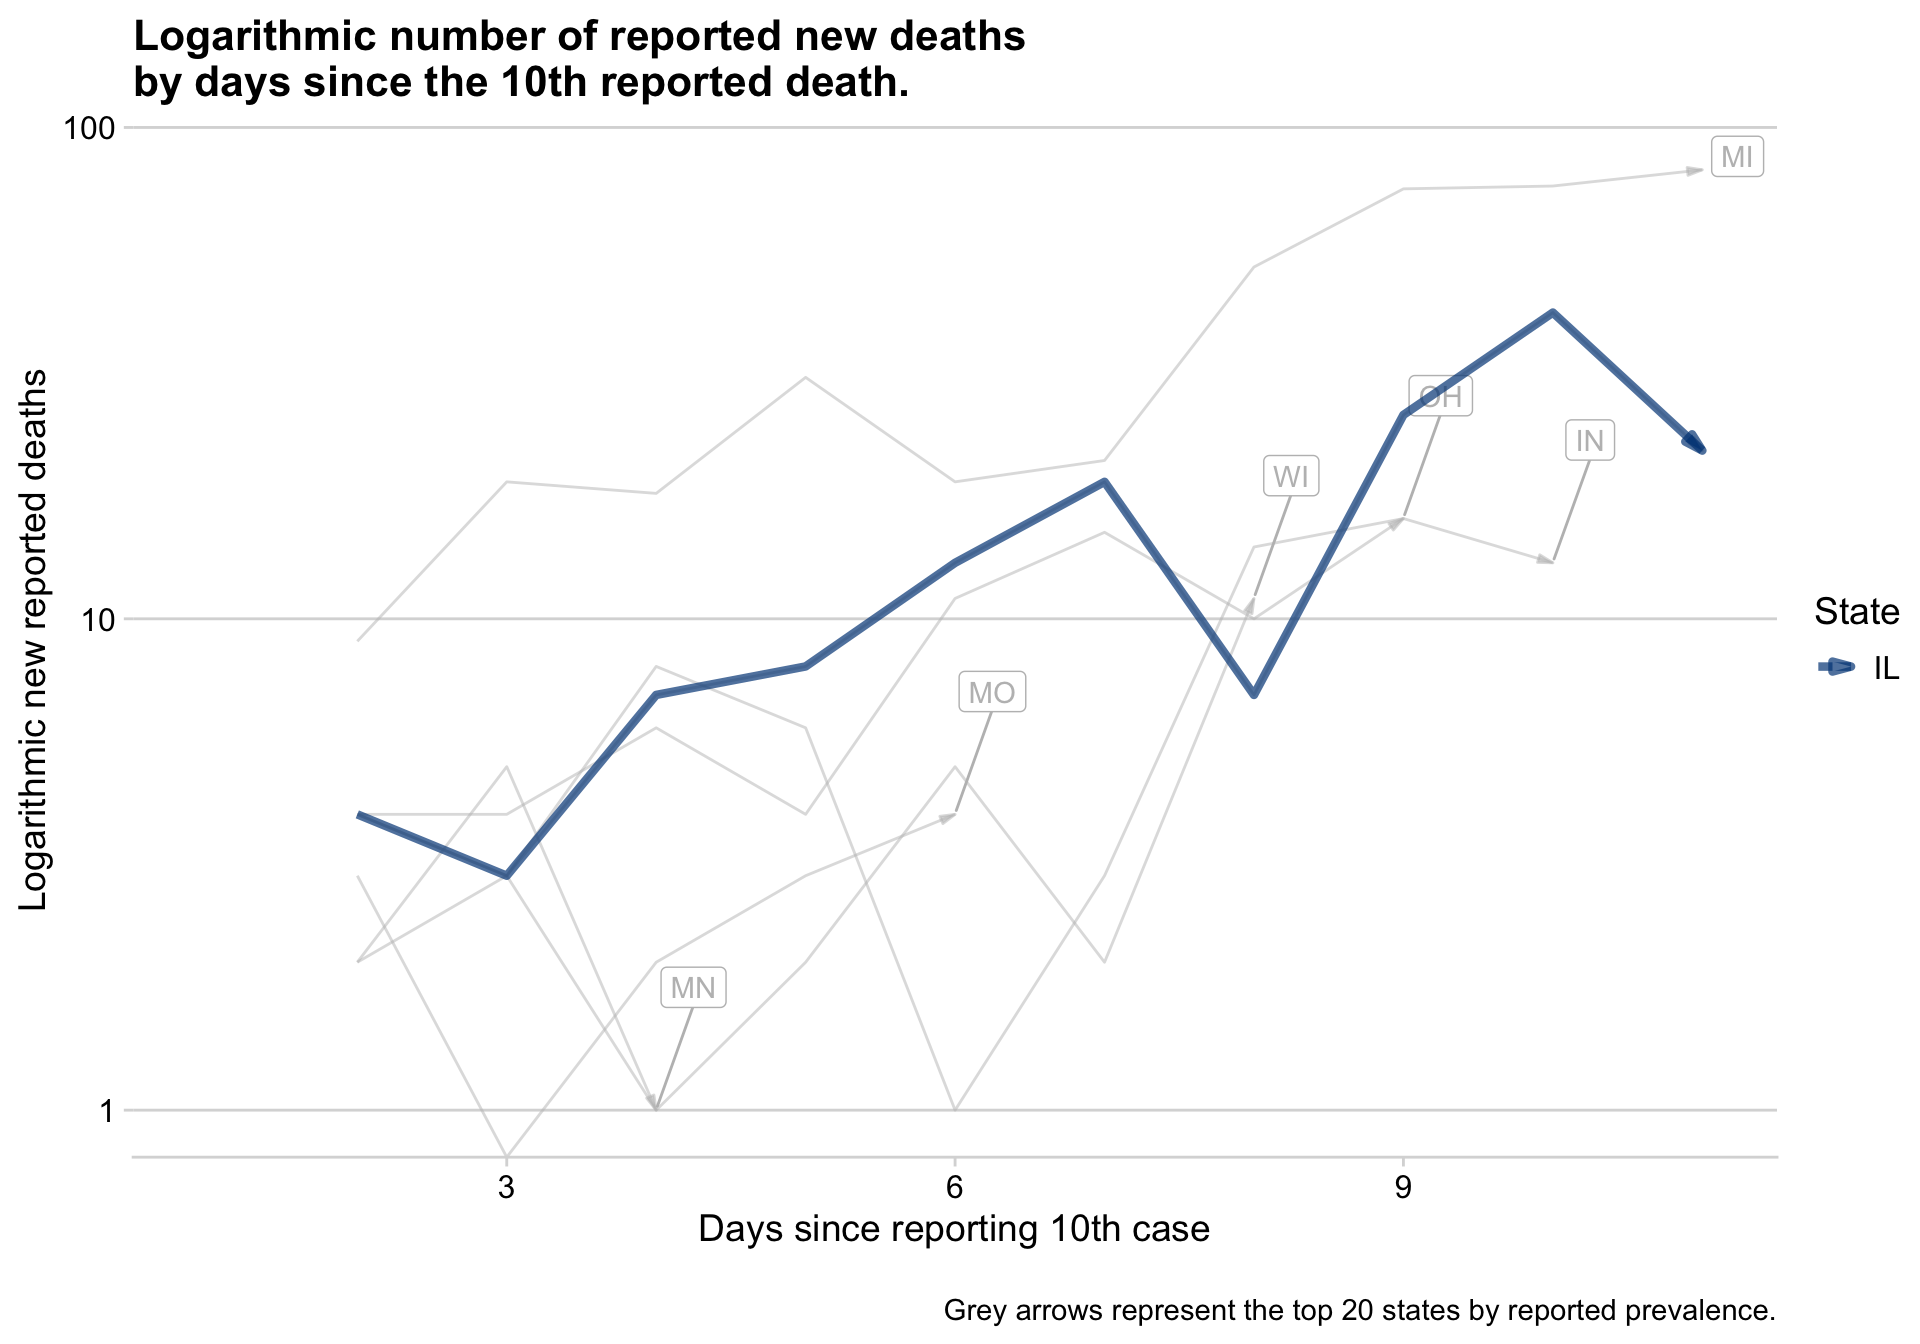 Logarithmic number of reported new deaths
by days since the 10th reported death.
100
MI
OH
IN
WI
10
MO
MN
1
Logarithmic new reported deaths
State
IL
3 6 9
Days since reporting 10th case
Grey arrows represent the top 20 states by reported prevalence.